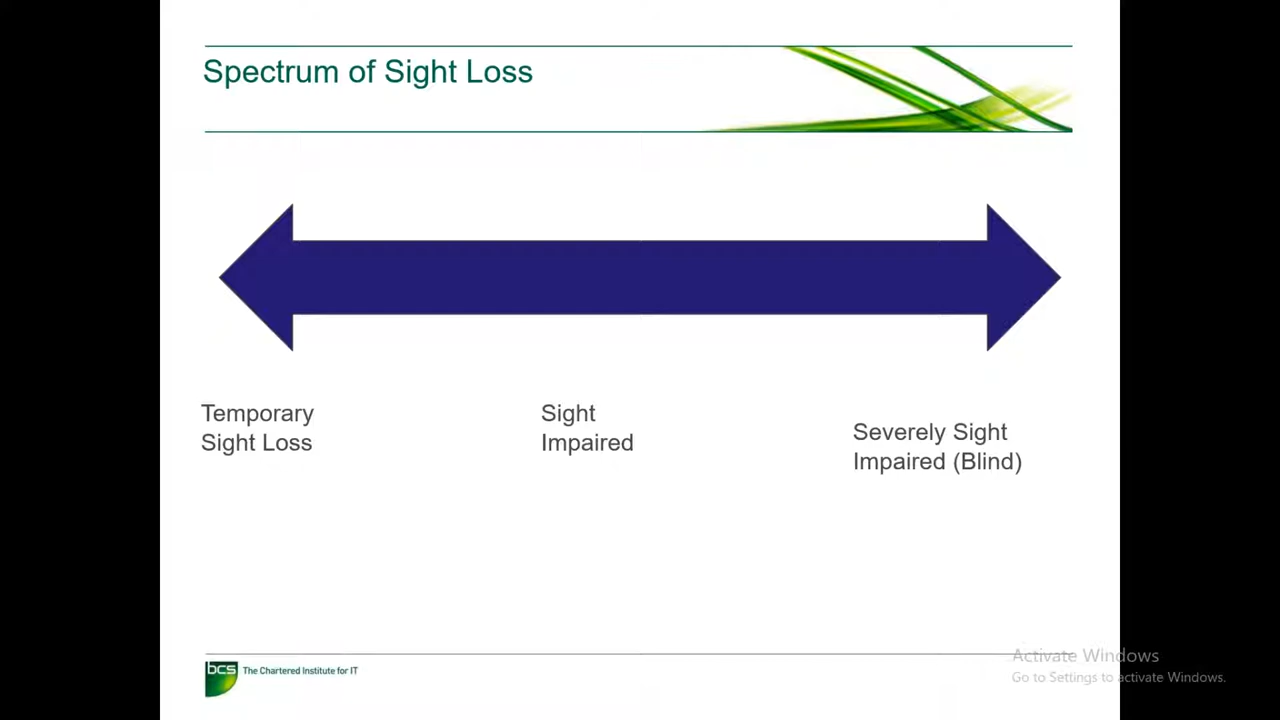 Spectrum of Sight Loss
Temporary
Sight Loss
Sight
Impaired
Severely Sight
Impaired (Blind)
bcs
The Chartered Institute for IT
Activate Windows
Go to Settings to activate Windows.